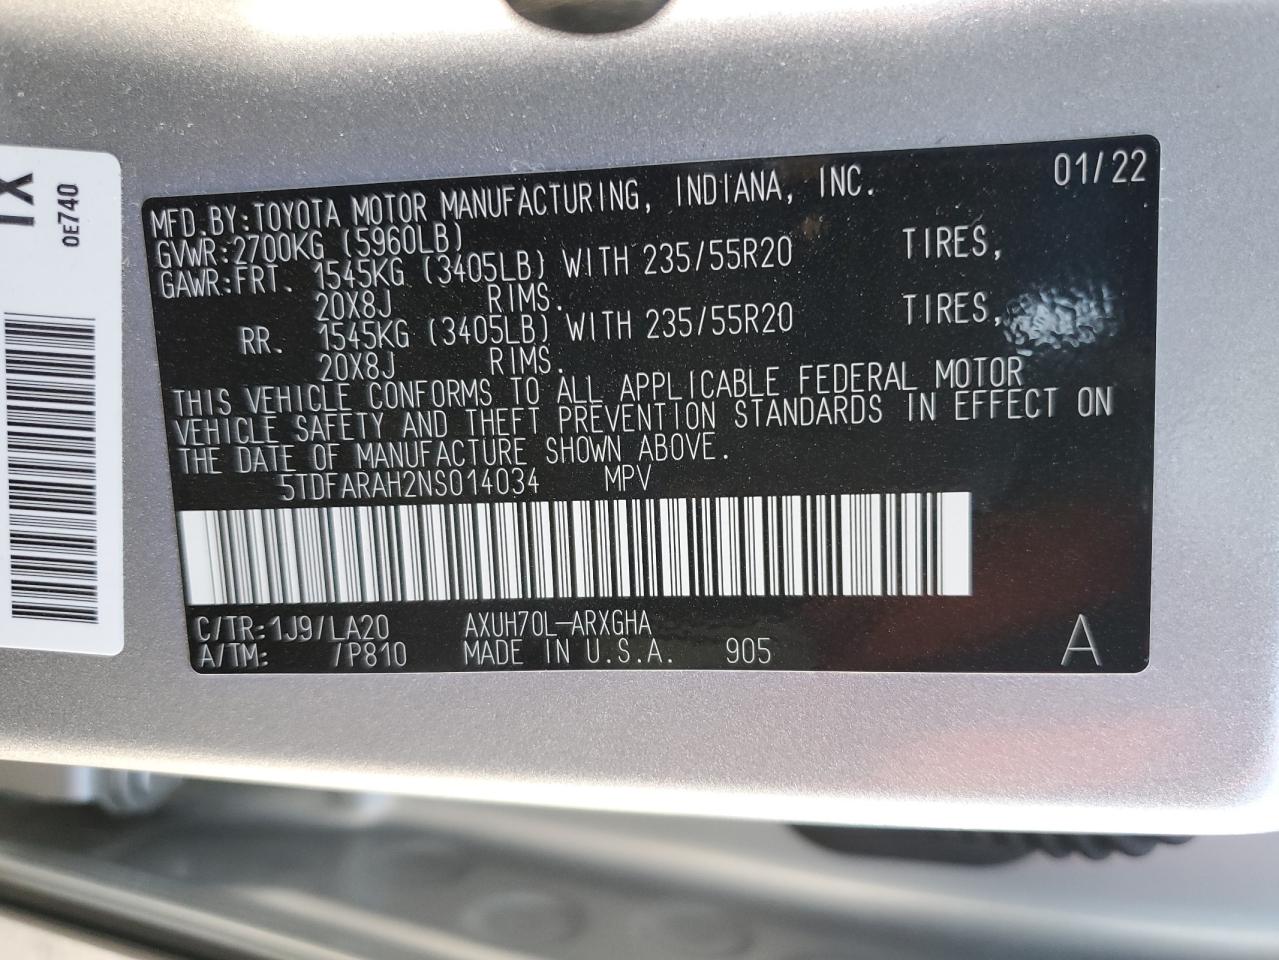 1X
0E740
01/22
MFD.BY:TOYOTA MOTOR MANUFACTURING, INDIANA, INC.
GVWR:2700KG (5960LB)
GAWR:FRT. 1545KG (3405LB) WITH 235/55R20 TIRES,
20X8J RIMS.
RR. 1545KG (3405LB) WITH 235/55R20 TIRES,
20X8J RIMS.
THIS VEHICLE CONFORMS TO ALL APPLICABLE FEDERAL MOTOR
VEHICLE SAFETY AND THEFT PREVENTION STANDARDS IN EFFECT ON
THE DATE OF MANUFACTURE SHOWN ABOVE.
5TDFARAH2NS014034 MPV
C/TR:1J9/LA20 AXUH70L-ARXGHA
A/TM: /P810 MADE IN U.S.A. 905 A